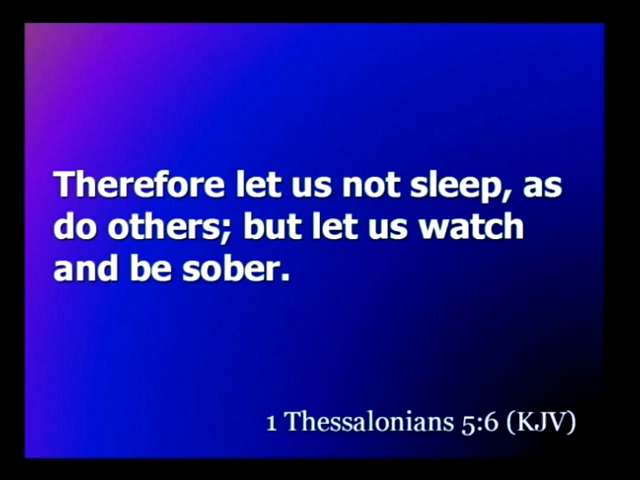 Therefore let us not sleep, as
do others; but let us watch
and be sober.
1 Thessalonians 5:6 (KJV)